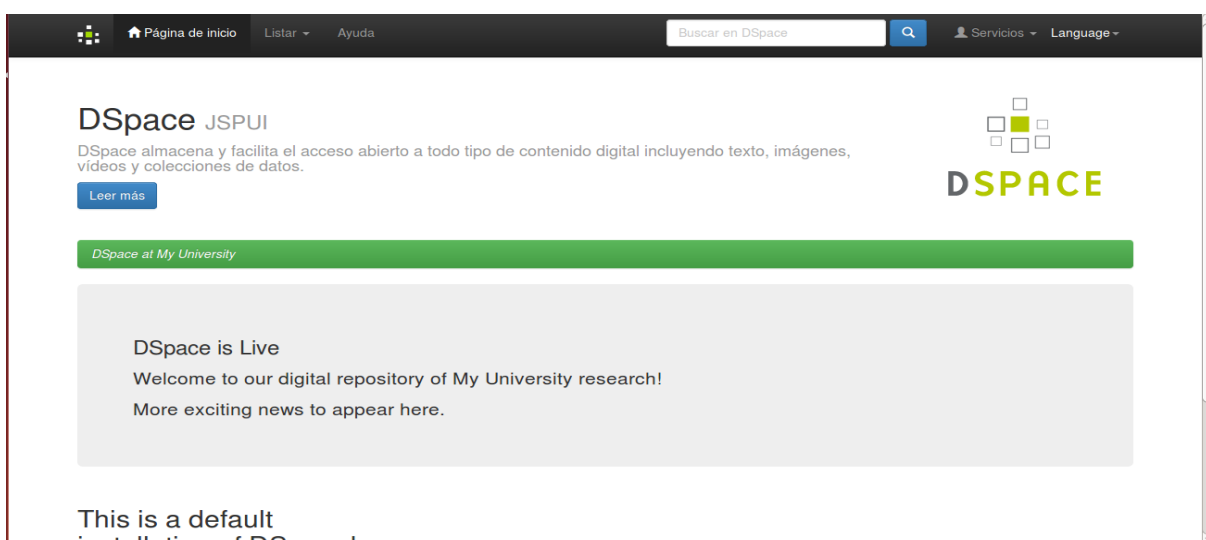 Página de inicio Listar Ayuda Buscar en DSpace Servicios Language
DSpace JSPUI
DSpace almacena y facilita el acceso abierto a todo tipo de contenido digital incluyendo texto, imágenes,
vídeos y colecciones de datos.
Leer más
DSPACE
DSpace at My University
DSpace is Live
Welcome to our digital repository of My University research!
More exciting news to appear here.
This is a default